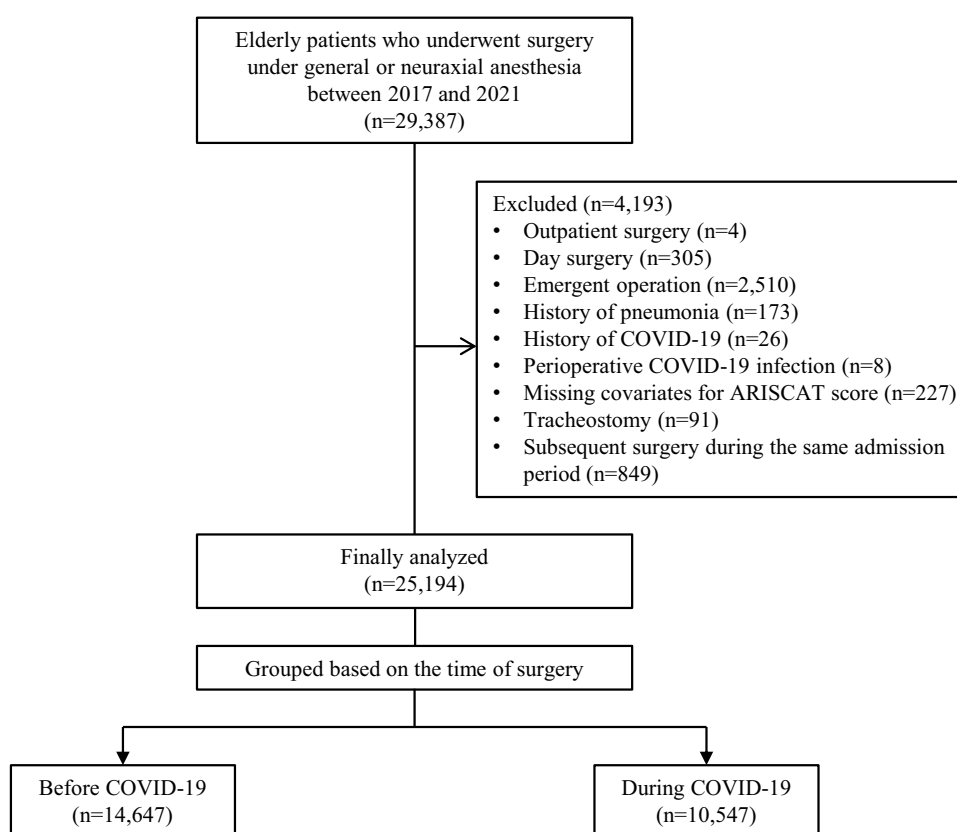 Elderly patients who underwent surgery
under general or neuraxial anesthesia
between 2017 and 2021
(n=29,387)
Excluded (n=4,193)
• Outpatient surgery (n=4)
• Day surgery (n=305)
• Emergent operation (n=2,510)
• History of pneumonia (n=173)
• History of COVID-19 (n=26)
• Perioperative COVID-19 infection (n=8)
• Missing covariates for ARISCAT score (n=227)
• Tracheostomy (n=91)
• Subsequent surgery during the same admission
period (n=849)
Finally analyzed
(n=25,194)
Grouped based on the time of surgery
Before COVID-19
(n=14,647)
During COVID-19
(n=10,547)